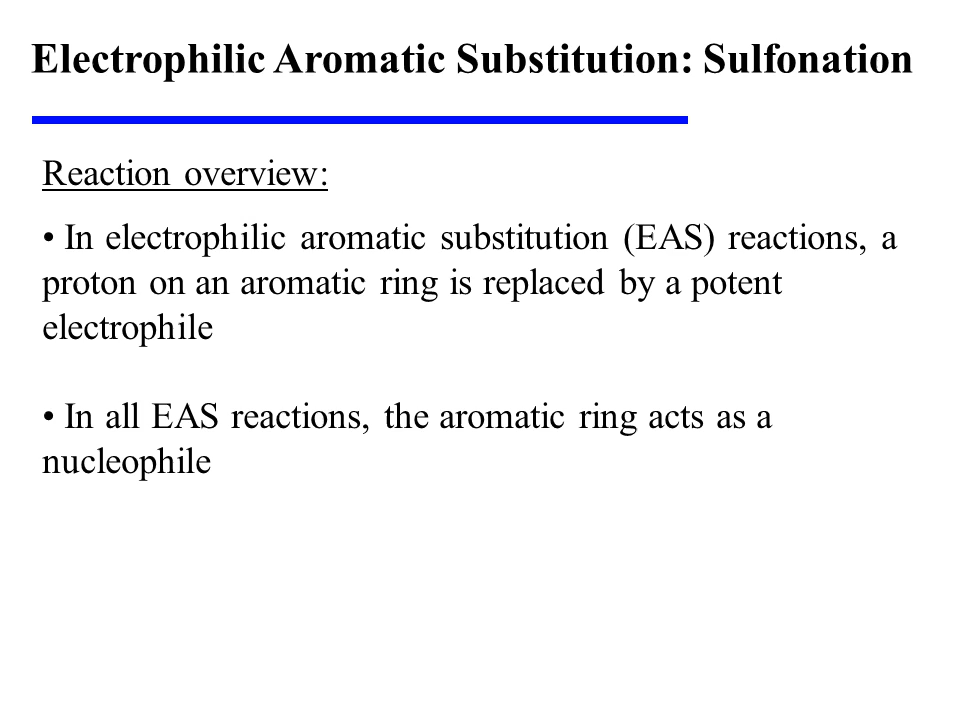 Electrophilic Aromatic Substitution: Sulfonation
Reaction overview:
• In electrophilic aromatic substitution (EAS) reactions, a
proton on an aromatic ring is replaced by a potent
electrophile
• In all EAS reactions, the aromatic ring acts as a
nucleophile